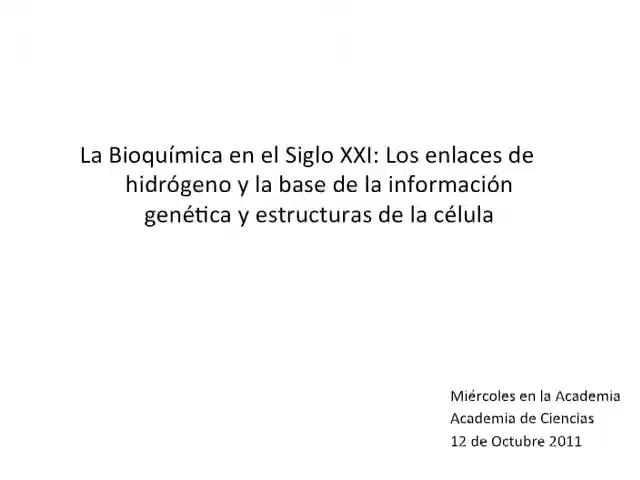 La Bioquímica en el Siglo XXI: Los enlaces de
hidrógeno y la base de la información
genética y estructuras de la célula
Miércoles en la Academia
Academia de Ciencias
12 de Octubre 2011